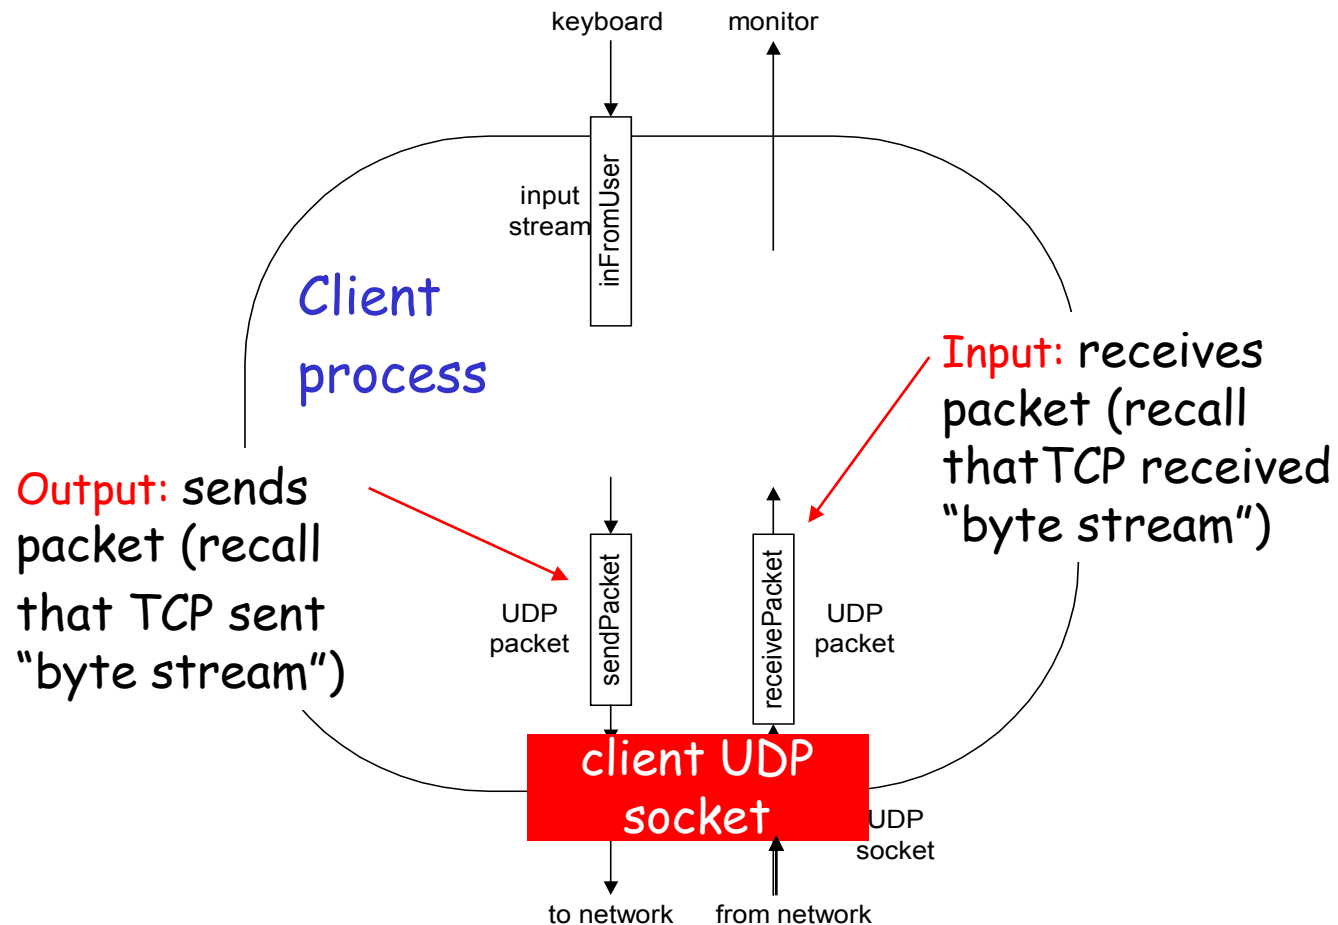 keyboard
monitor
input
stream
inFromUser
Client
process
Input: receives
packet (recall
thatTCP received
“byte stream”)
Output: sends
packet (recall
that TCP sent
“byte stream”)
UDP
packet
sendPacket
receivePacket
UDP
packet
client UDP
socket
UDP
socket
to network
from network